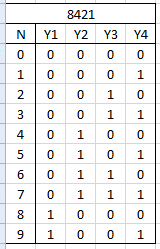 8421
N Y1 Y2 Y3 Y4
0 0 0 0 0
1 0 0 0 1
2 0 0 1 0
3 0 0 1 1
4 0 1 0 0
5 0 1 0 1
6 0 1 1 0
7 0 1 1 1
8 1 0 0 0
9 1 0 0 1